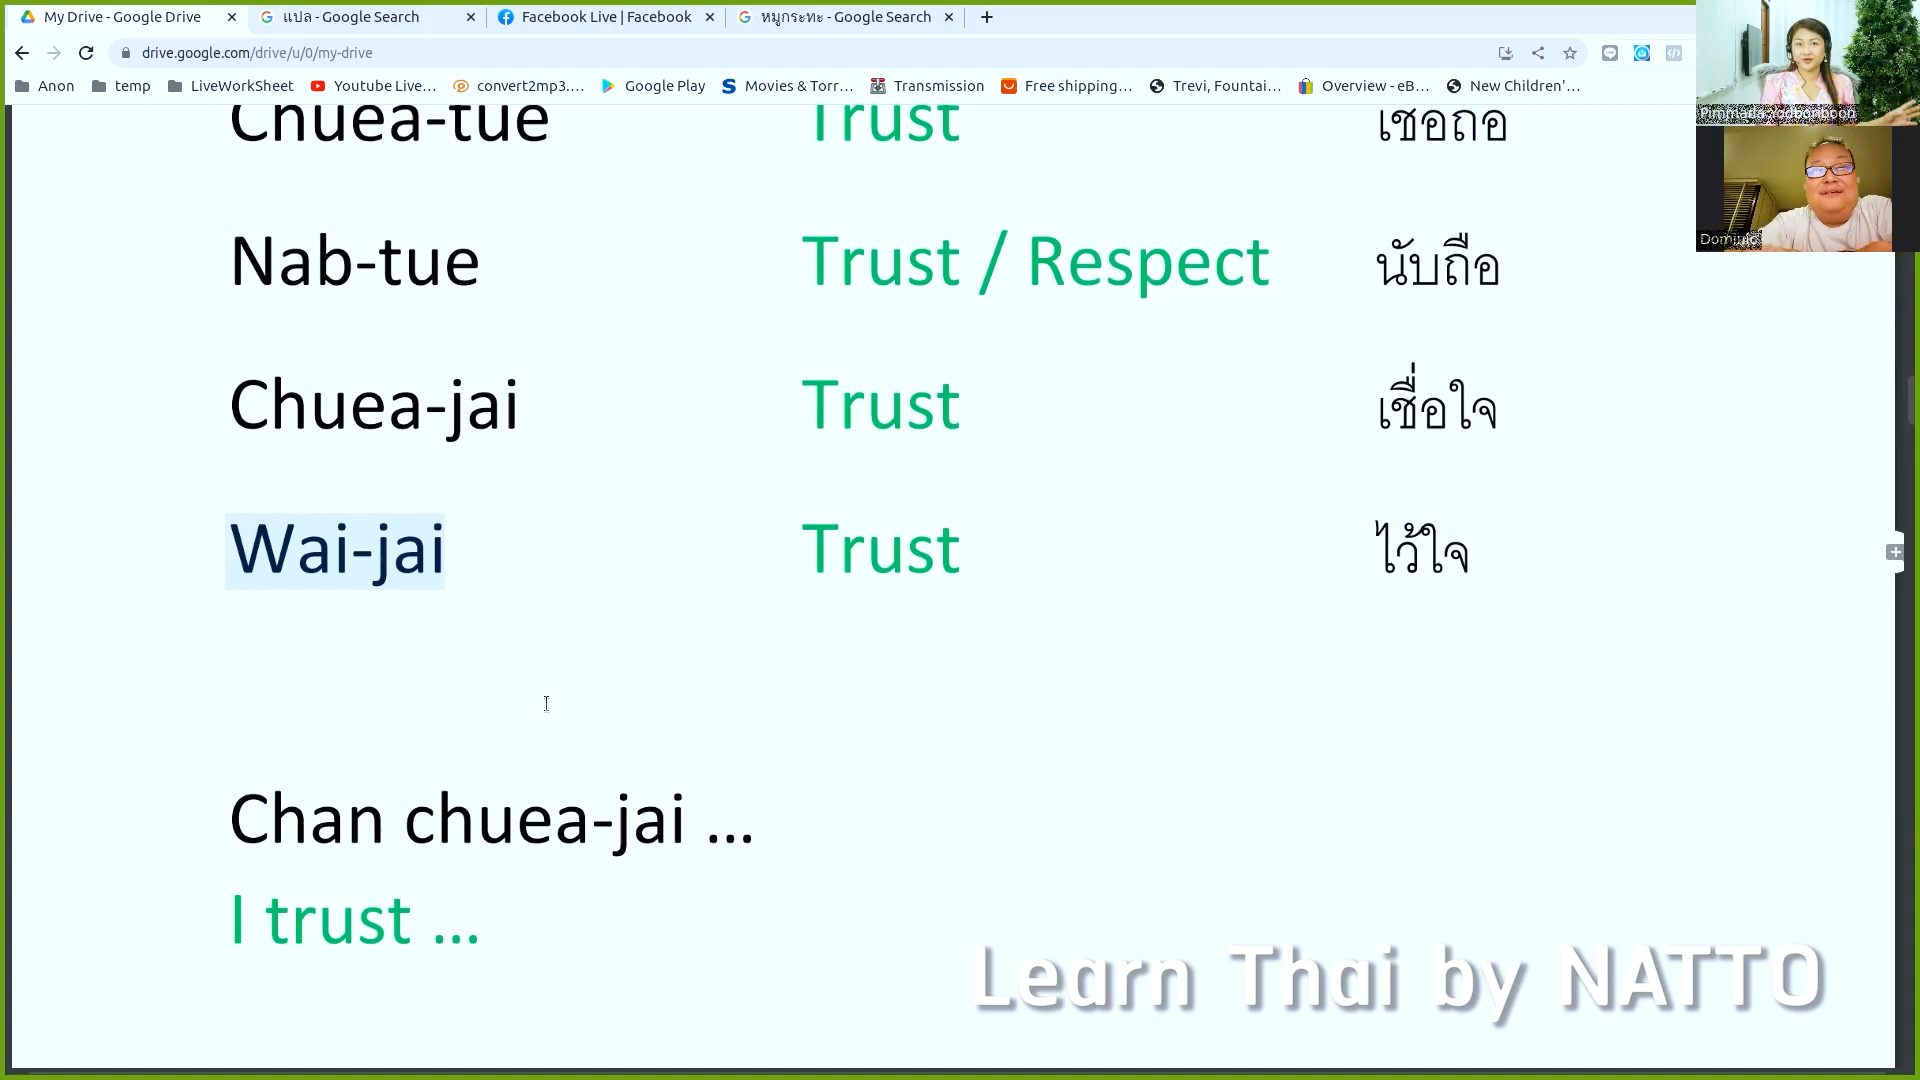 My Drive - Google Drive
แปล - Google Search
Facebook Live | Facebook
หมูกระทะ - Google Search
drive.google.com/drive/u/0/my-drive
Anon
temp
LiveWorkSheet
Youtube Live...
convert2mp3....
Google Play
Movies & Torr...
Transmission
Free shipping...
Trevi, Fountai...
Overview - eB...
New Children'...
Chuea-tue Trust เชื่อถือ
Nab-tue Trust / Respect นับถือ
Chuea-jai Trust เชื่อใจ
Wai-jai Trust ไว้ใจ
Chan chuea-jai ...
I trust ...
Learn Thai by NATTO
Dominic